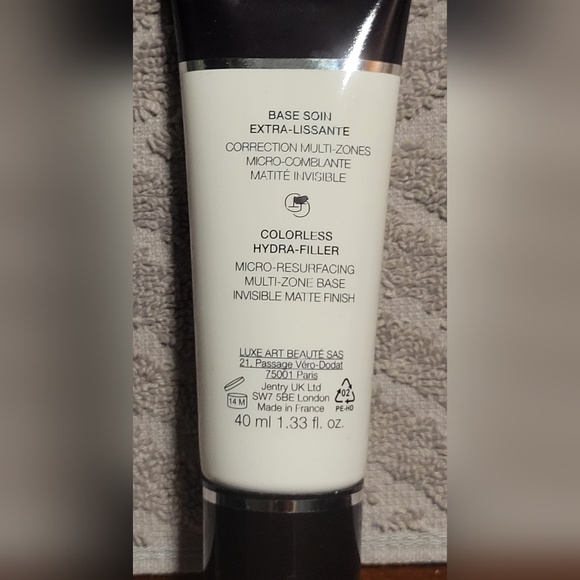 BASE SOIN
EXTRA-LISSANTE
CORRECTION MULTI-ZONES
MICRO-COMBLANTE
MATITÉ INVISIBLE
COLORLESS
HYDRA-FILLER
MICRO-RESURFACING
MULTI-ZONE BASE
INVISIBLE MATTE FINISH
LUXE ART BEAUTÉ SAS
21, Passage Véro-Dodat
75001 Paris
Jentry UK Ltd
14 M SW7 5BE London
Made in France
02
PE-HD
40 ml 1.33 fl. oz.